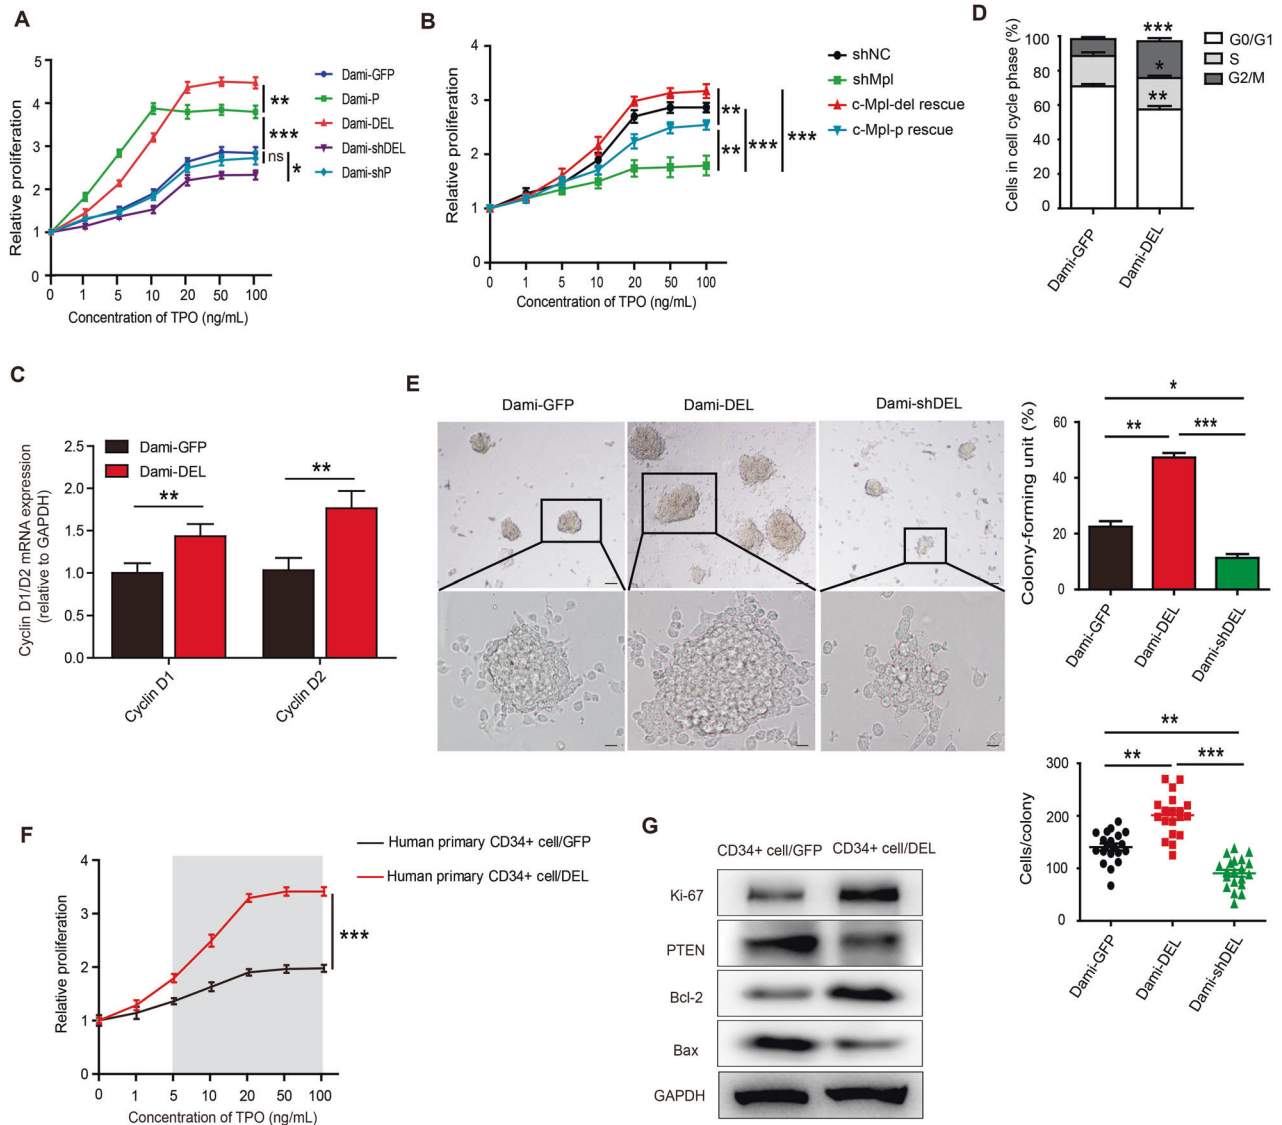 A
Relative proliferation
5
4
3
2
1
0
0 1 5 10 20 50 100
Concentration of TPO (ng/mL)
** 
***
ns
*
Dami-GFP
Dami-P
Dami-DEL
Dami-shDEL
Dami-shP
B
Relative proliferation
4
3
2
1
0
0 1 5 10 20 50 100
Concentration of TPO (ng/mL)
**
**
***
***
shNC
shMpl
c-Mpl-del rescue
c-Mpl-p rescue
D
Cells in cell cycle phase (%)
100
80
60
40
20
0
***
*
**
Dami-GFP
Dami-DEL
G0/G1
S
G2/M
C
Cyclin D1/D2 mRNA expression
(relative to GAPDH)
2.5
2.0
1.5
1.0
0.5
0.0
Dami-GFP
Dami-DEL
**
**
Cyclin D1
Cyclin D2
E
Dami-GFP Dami-DEL Dami-shDEL
Colony-forming unit (%)
60
40
20
0
*
** ***
Dami-GFP
Dami-DEL
Dami-shDEL
Cells/colony
300
200
100
0
**
** ***
Dami-GFP
Dami-DEL
Dami-shDEL
F
Relative proliferation
4
3
2
1
0
0 1 5 10 20 50 100
Concentration of TPO (ng/mL)
Human primary CD34+ cell/GFP
Human primary CD34+ cell/DEL
***
G
CD34+ cell/GFP CD34+ cell/DEL
Ki-67
PTEN
Bcl-2
Bax
GAPDH